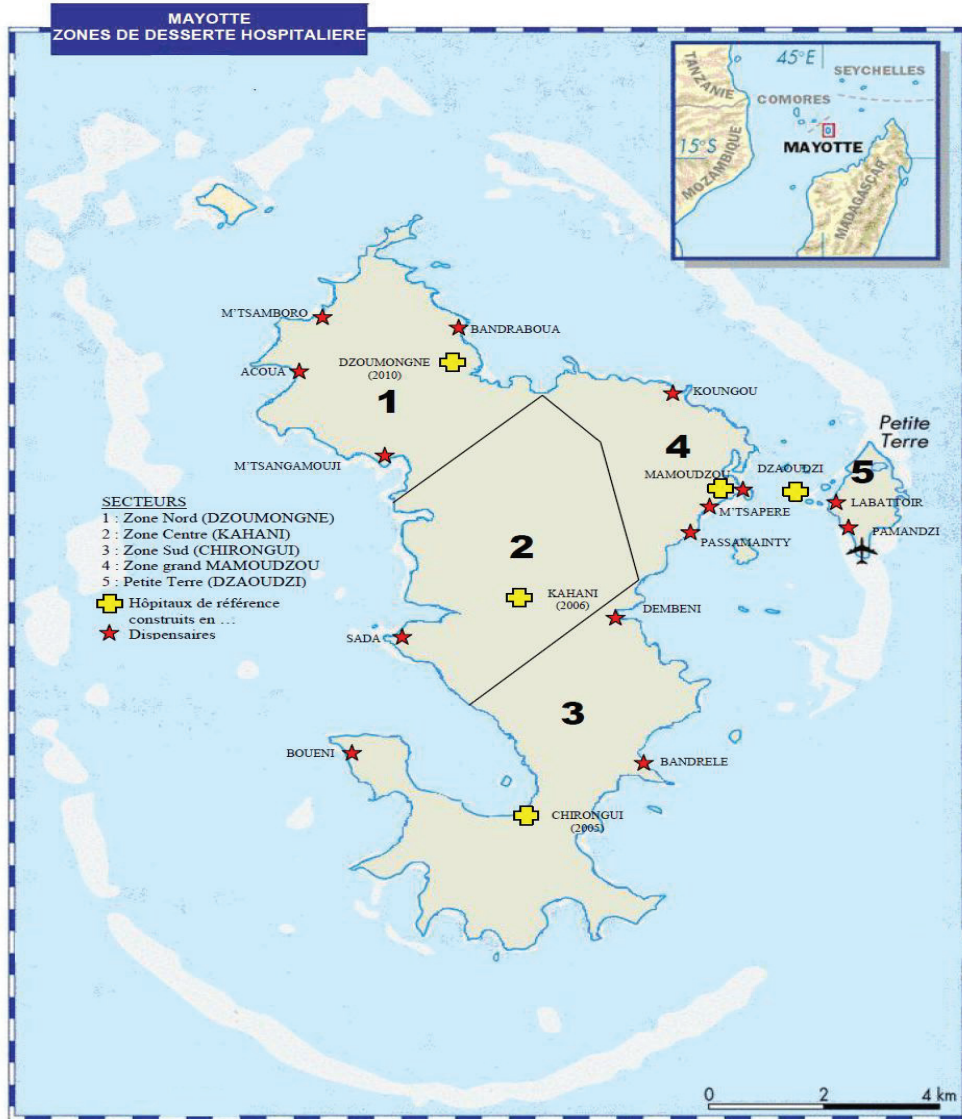 MAYOTTE
ZONES DE DESSERTE HOSPITALIERE
TANZANIE
45°E
SEYCHELLES
COMORES
15°S
MAYOTTE
MOZAMBIQUE
MADAGASCAR
M'TSAMBORO
BANDRABOUA
DZOUMONGNE
(2010)
ACOUA
1
KOUNGOU
Petite
Terre
4
M'TSANGAMOUJI
MAMOUDZOU
DZAOUDZI
5
LABATTOIR
M'TSAPERE
PAMANDZI
PASSAMAINTY
SECTEURS
1 : Zone Nord (DZOUMONGNE)
2 : Zone Centre (KAHANI)
3 : Zone Sud (CHIRONGUI)
4 : Zone grand MAMOUDZOU
5 : Petite Terre (DZAOUDZI)
Hôpitaux de référence
construits en ...
Dispensaires
2
KAHANI
(2006)
DEMBENI
SADA
3
BOUENI
BANDRELE
CHIRONGUI
(2005)
0 2 4 km